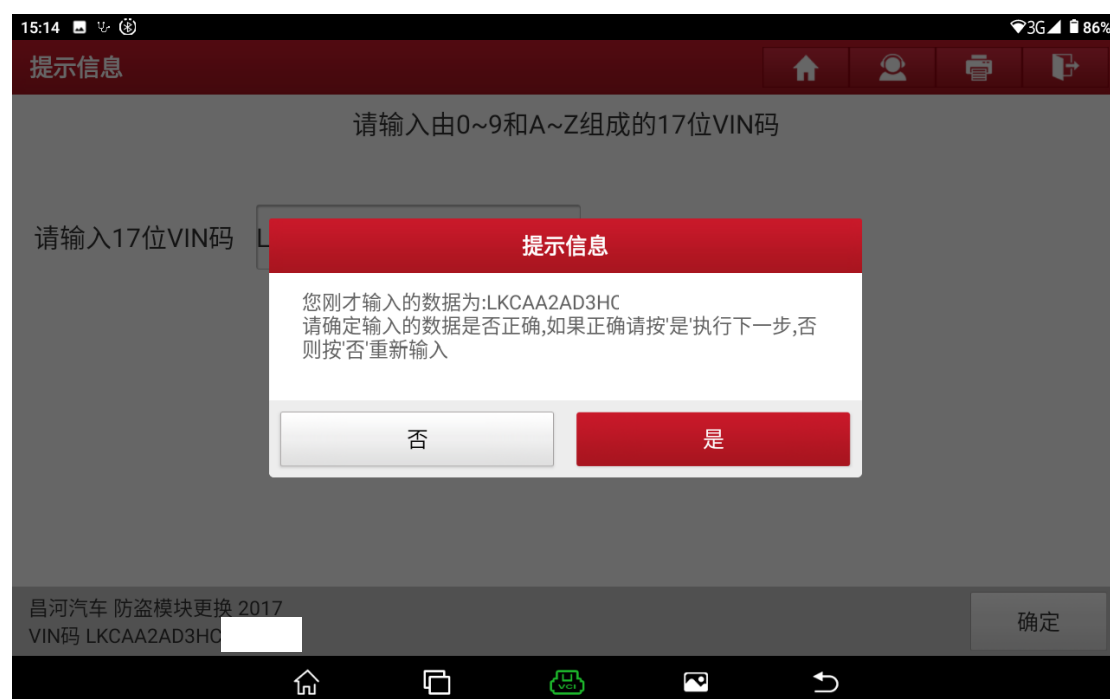 15:14
3G 86%
提示信息
请输入由0~9和A~Z组成的17位VIN码
请输入17位VIN码 L
提示信息
您刚才输入的数据为:LKCAA2AD3HC
请确定输入的数据是否正确,如果正确请按'是'执行下一步,否
则按'否'重新输入
否
是
昌河汽车 防盗模块更换 2017
VIN码 LKCAA2AD3HC
确定
VCI